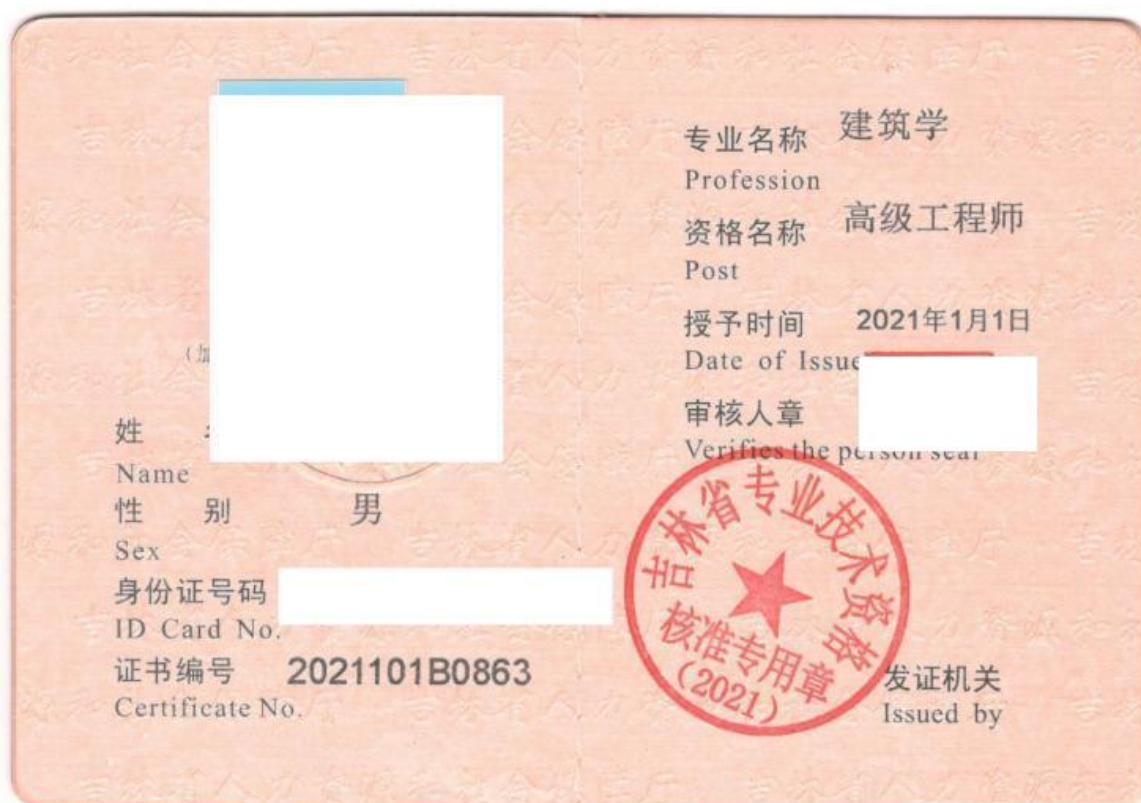 姓
Name
性 别 男
Sex
身份证号码
ID Card No.
证书编号 2021101B0863
Certificate No.
专业名称 建筑学
Profession
资格名称 高级工程师
Post
授予时间 2021年1月1日
Date of Issue
审核人章
Verifies the person seal
吉林省专业技术资格
核准专用章
(2021)
发证机关
Issued by